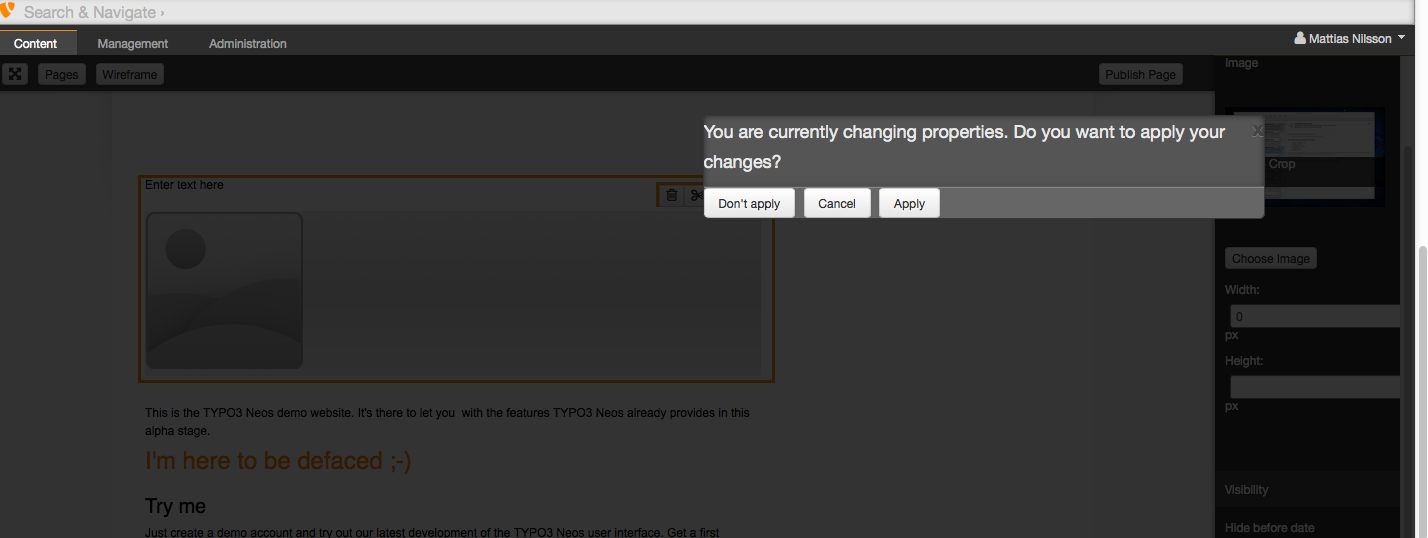 Search & Navigate ›
Content Management Administration
Mattias Nilsson
Pages Wireframe Publish Page
Image
You are currently changing properties. Do you want to apply your
changes?
x
Crop
Don't apply Cancel Apply
Enter text here
Choose Image
Width:
0
px
Height:
px
This is the TYPO3 Neos demo website. It's there to let you  with the features TYPO3 Neos already provides in this
alpha stage.
I'm here to be defaced ;-)
Visibility
Try me
Hide before date
Just create a demo account and try out our latest development of the TYPO3 Neos user interface. Get a first